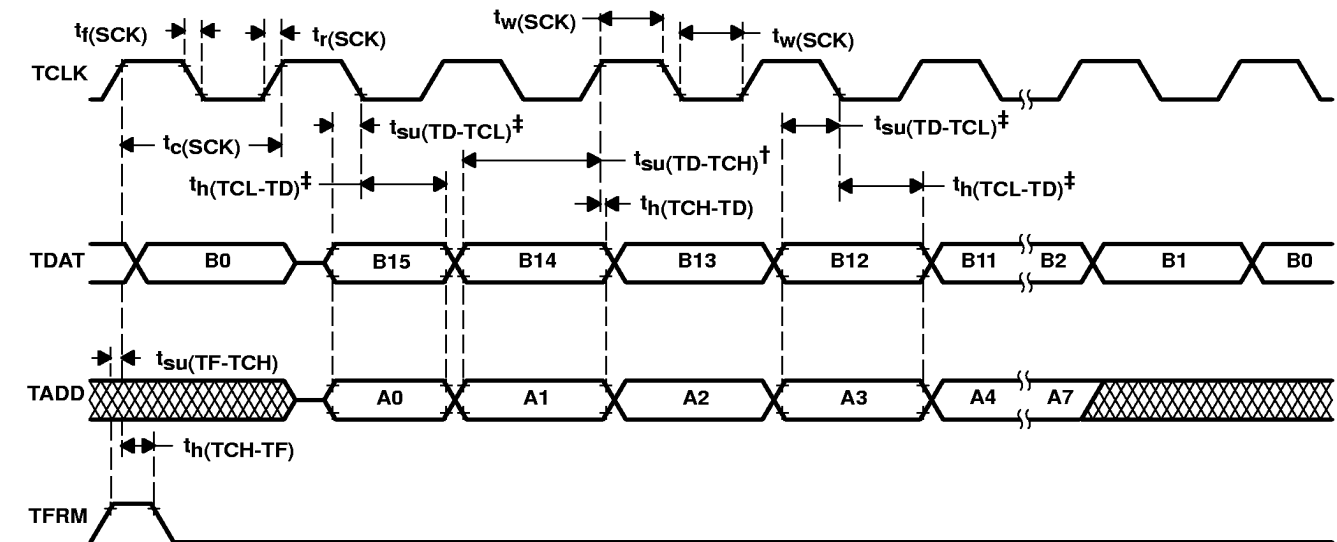 tf(SCK) tr(SCK) tw(SCK) tw(SCK)
TCLK
tc(SCK) tsu(TD-TCL)‡ tsu(TD-TCH)† tsu(TD-TCL)‡
th(TCL-TD)‡ th(TCH-TD) th(TCL-TD)‡
TDAT B0 B15 B14 B13 B12 B11 B2 B1 B0
tsu(TF-TCH)
TADD A0 A1 A2 A3 A4 A7
th(TCH-TF)
TFRM